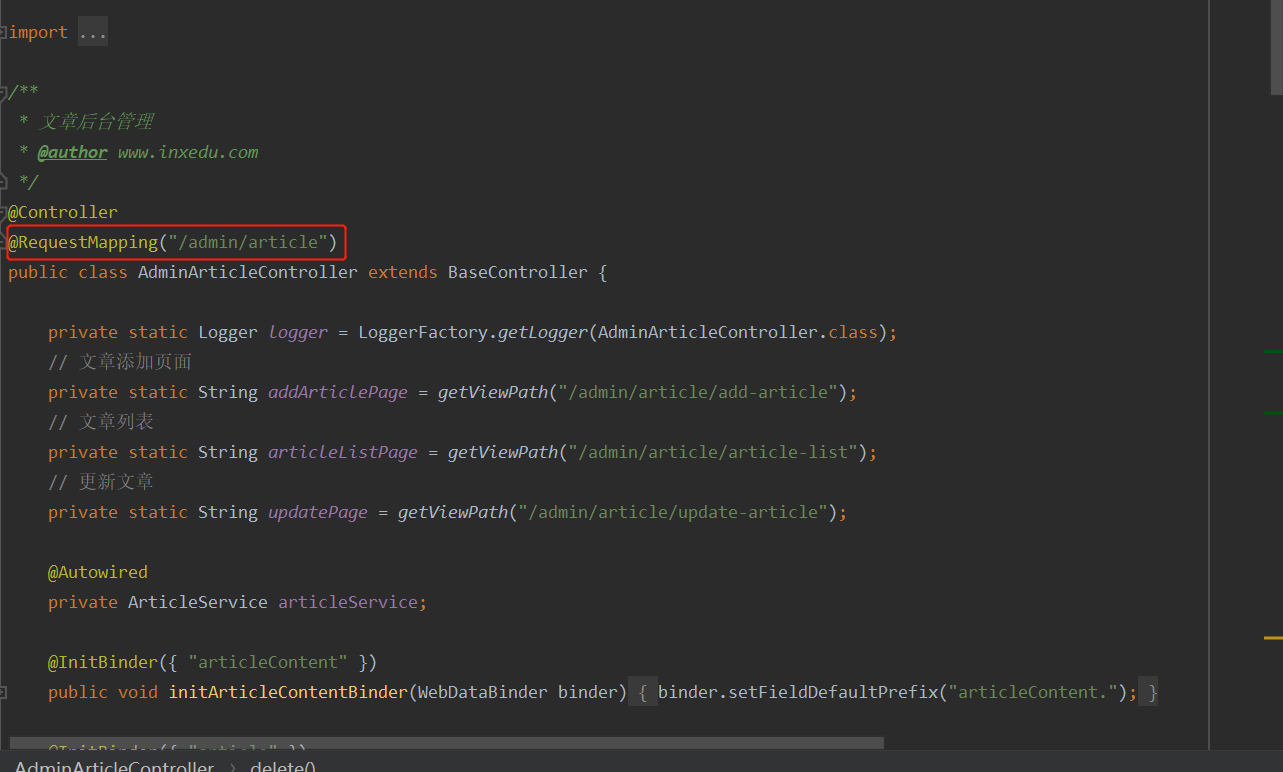 import ...
/**
 * 文章后台管理
 * @author www.inxedu.com
 */
@Controller
@RequestMapping("/admin/article")
public class AdminArticleController extends BaseController {
    private static Logger logger = LoggerFactory.getLogger(AdminArticleController.class);
    // 文章添加页面
    private static String addArticlePage = getViewPath("/admin/article/add-article");
    // 文章列表
    private static String articleListPage = getViewPath("/admin/article/article-list");
    // 更新文章
    private static String updatePage = getViewPath("/admin/article/update-article");
    @Autowired
    private ArticleService articleService;
    @InitBinder({ "articleContent" })
    public void initArticleContentBinder(WebDataBinder binder) { binder.setFieldDefaultPrefix("articleContent."); }
    @InitBinder({ "article" })
AdminArticleController › delete()